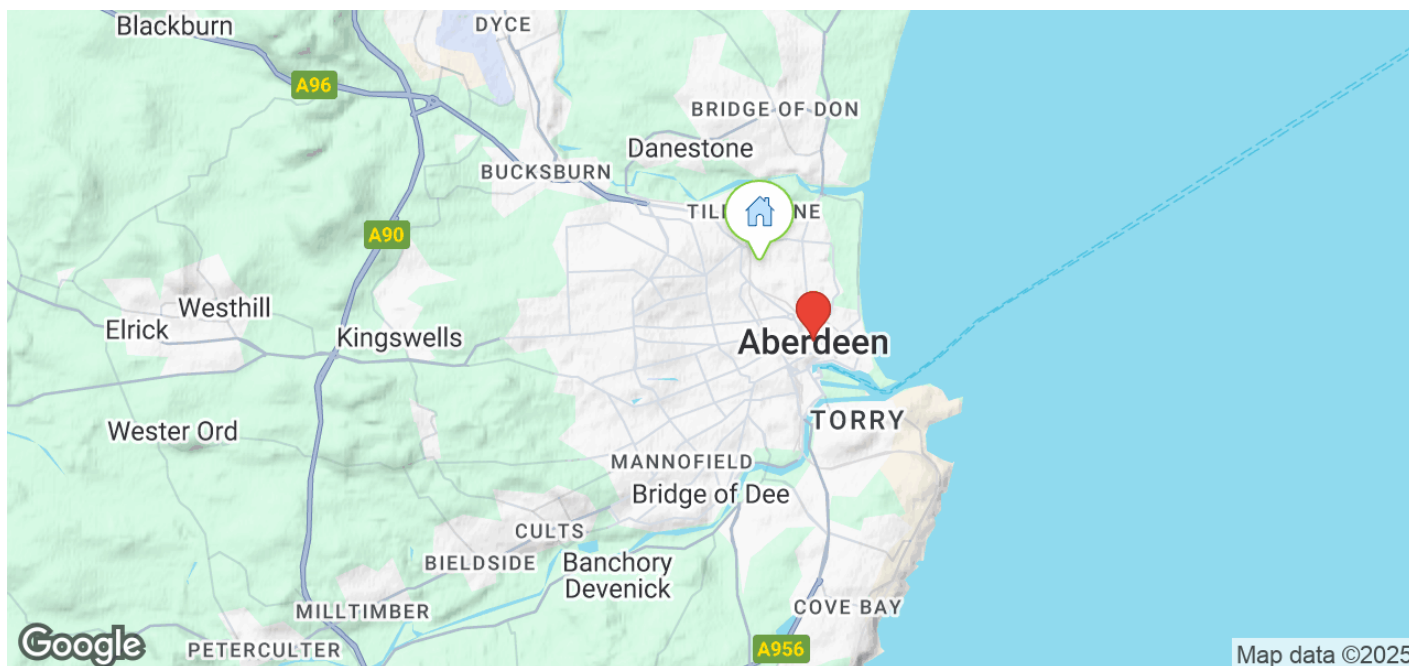 Blackburn
DYCE
A96
BRIDGE OF DON
Danestone
BUCKSBURN
A90
Westhill
Elrick
Kingswells
Aberdeen
TORRY
Wester Ord
MANNOFIELD
Bridge of Dee
CULTS
BIELDSIDE
Banchory
Devenick
MILLTIMBER
COVE BAY
PETERCULTER
A956
Google
Map data ©2025